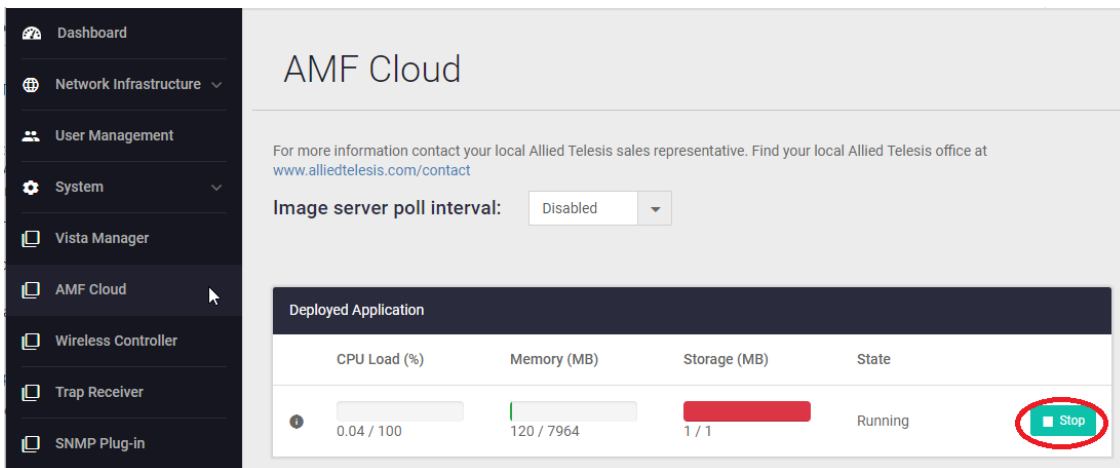 Dashboard
Network Infrastructure
User Management
System
Vista Manager
AMF Cloud
Wireless Controller
Trap Receiver
SNMP Plug-in
AMF Cloud
For more information contact your local Allied Telesis sales representative. Find your local Allied Telesis office at
www.alliedtelesis.com/contact
Image server poll interval: Disabled
Deployed Application
CPU Load (%) Memory (MB) Storage (MB) State
0.04 / 100 120 / 7964 1 / 1 Running Stop